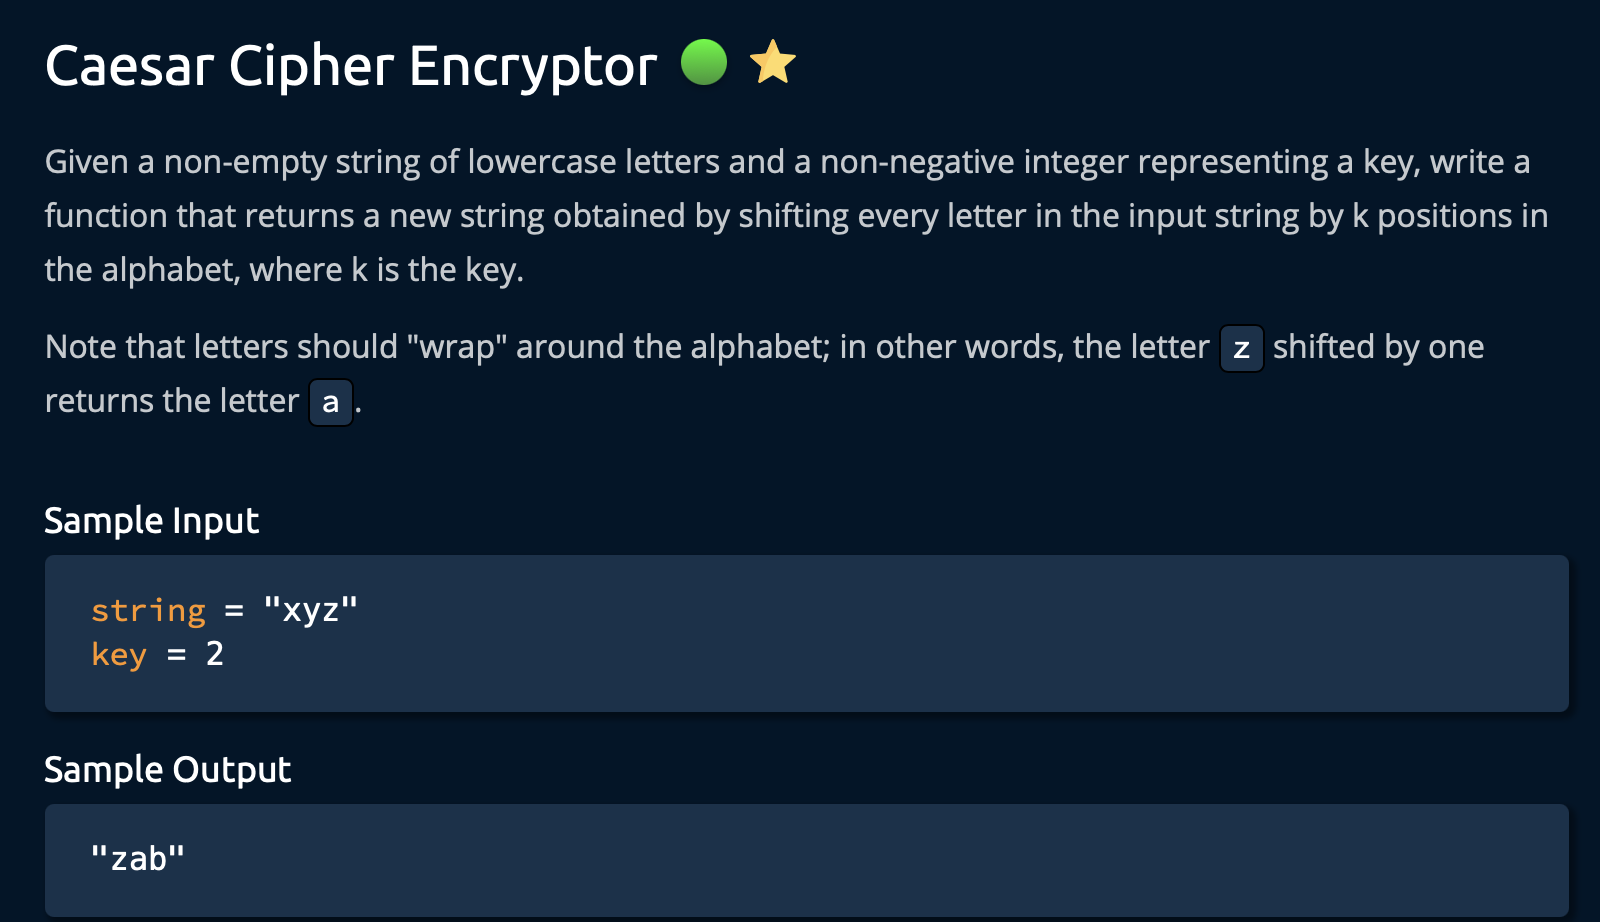 Caesar Cipher Encryptor
Given a non-empty string of lowercase letters and a non-negative integer representing a key, write a
function that returns a new string obtained by shifting every letter in the input string by k positions in
the alphabet, where k is the key.
Note that letters should "wrap" around the alphabet; in other words, the letter z shifted by one
returns the letter a.
Sample Input
string = "xyz"
key = 2
Sample Output
"zab"